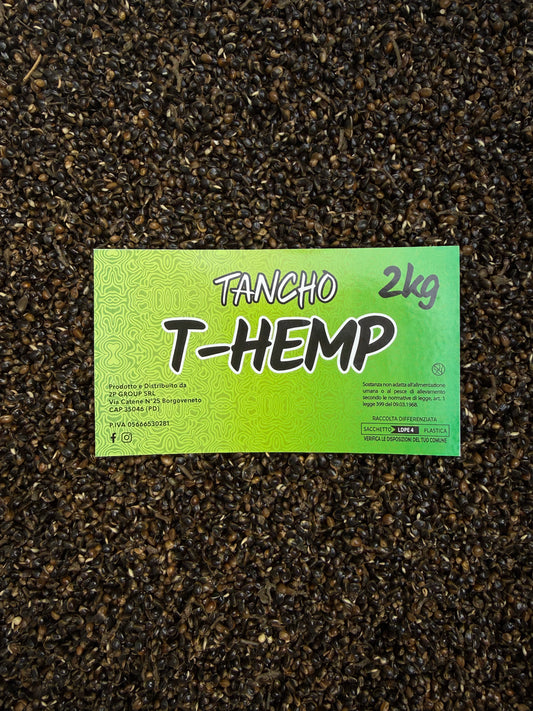 TANCHO
2kg
T-HEMP
Prodotto e Distribuito da
2P GROUP SRL
Via Catene N°25 Borgoveneto
CAP 35046 (PD)
P.IVA 05666530281
Sostanza non adatta all'alimentazione
umana o al pesce di allevamento
secondo le normative di legge, art. 1
legge 399 del 09.03.1968.
RACCOLTA DIFFERENZIATA
SACCHETTO LDPE 4 PLASTICA
VERIFICA LE DISPOSIZIONI DEL TUO COMUNE